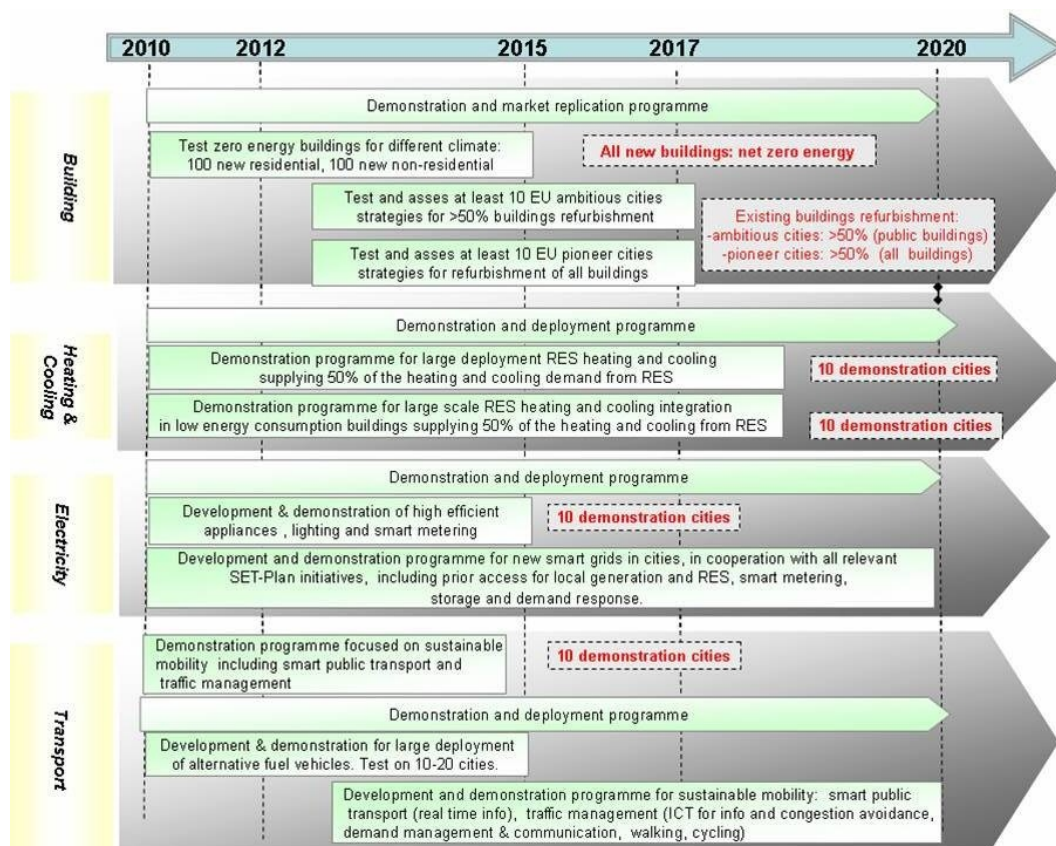 2010 2012 2015 2017 2020
Building
Demonstration and market replication programme
Test zero energy buildings for different climate:
100 new residential, 100 new non-residential
All new buildings: net zero energy
Test and asses at least 10 EU ambitious cities
strategies for >50% buildings refurbishment
Existing buildings refurbishment:
-ambitious cities: >50% (public buildings)
-pioneer cities: >50% (all buildings)
Test and asses at least 10 EU pioneer cities
strategies for refurbishment of all buildings
Heating &
Cooling
Demonstration and deployment programme
Demonstration programme for large deployment RES heating and cooling
supplying 50% of the heating and cooling demand from RES
10 demonstration cities
Demonstration programme for large scale RES heating and cooling integration
in low energy consumption buildings supplying 50% of the heating and cooling from RES
10 demonstration cities
Electricity
Demonstration and deployment programme
Development & demonstration of high efficient
appliances , lighting and smart metering
10 demonstration cities
Development and demonstration programme for new smart grids in cities, in cooperation with all relevant
SET-Plan initiatives, including prior access for local generation and RES, smart metering,
storage and demand response.
Transport
Demonstration programme focused on sustainable
mobility including smart public transport and
traffic management
10 demonstration cities
Demonstration and deployment programme
Development & demonstration for large deployment
of alternative fuel vehicles. Test on 10-20 cities.
Development and demonstration programme for sustainable mobility: smart public
transport (real time info), traffic management (ICT for info and congestion avoidance,
demand management & communication, walking, cycling)